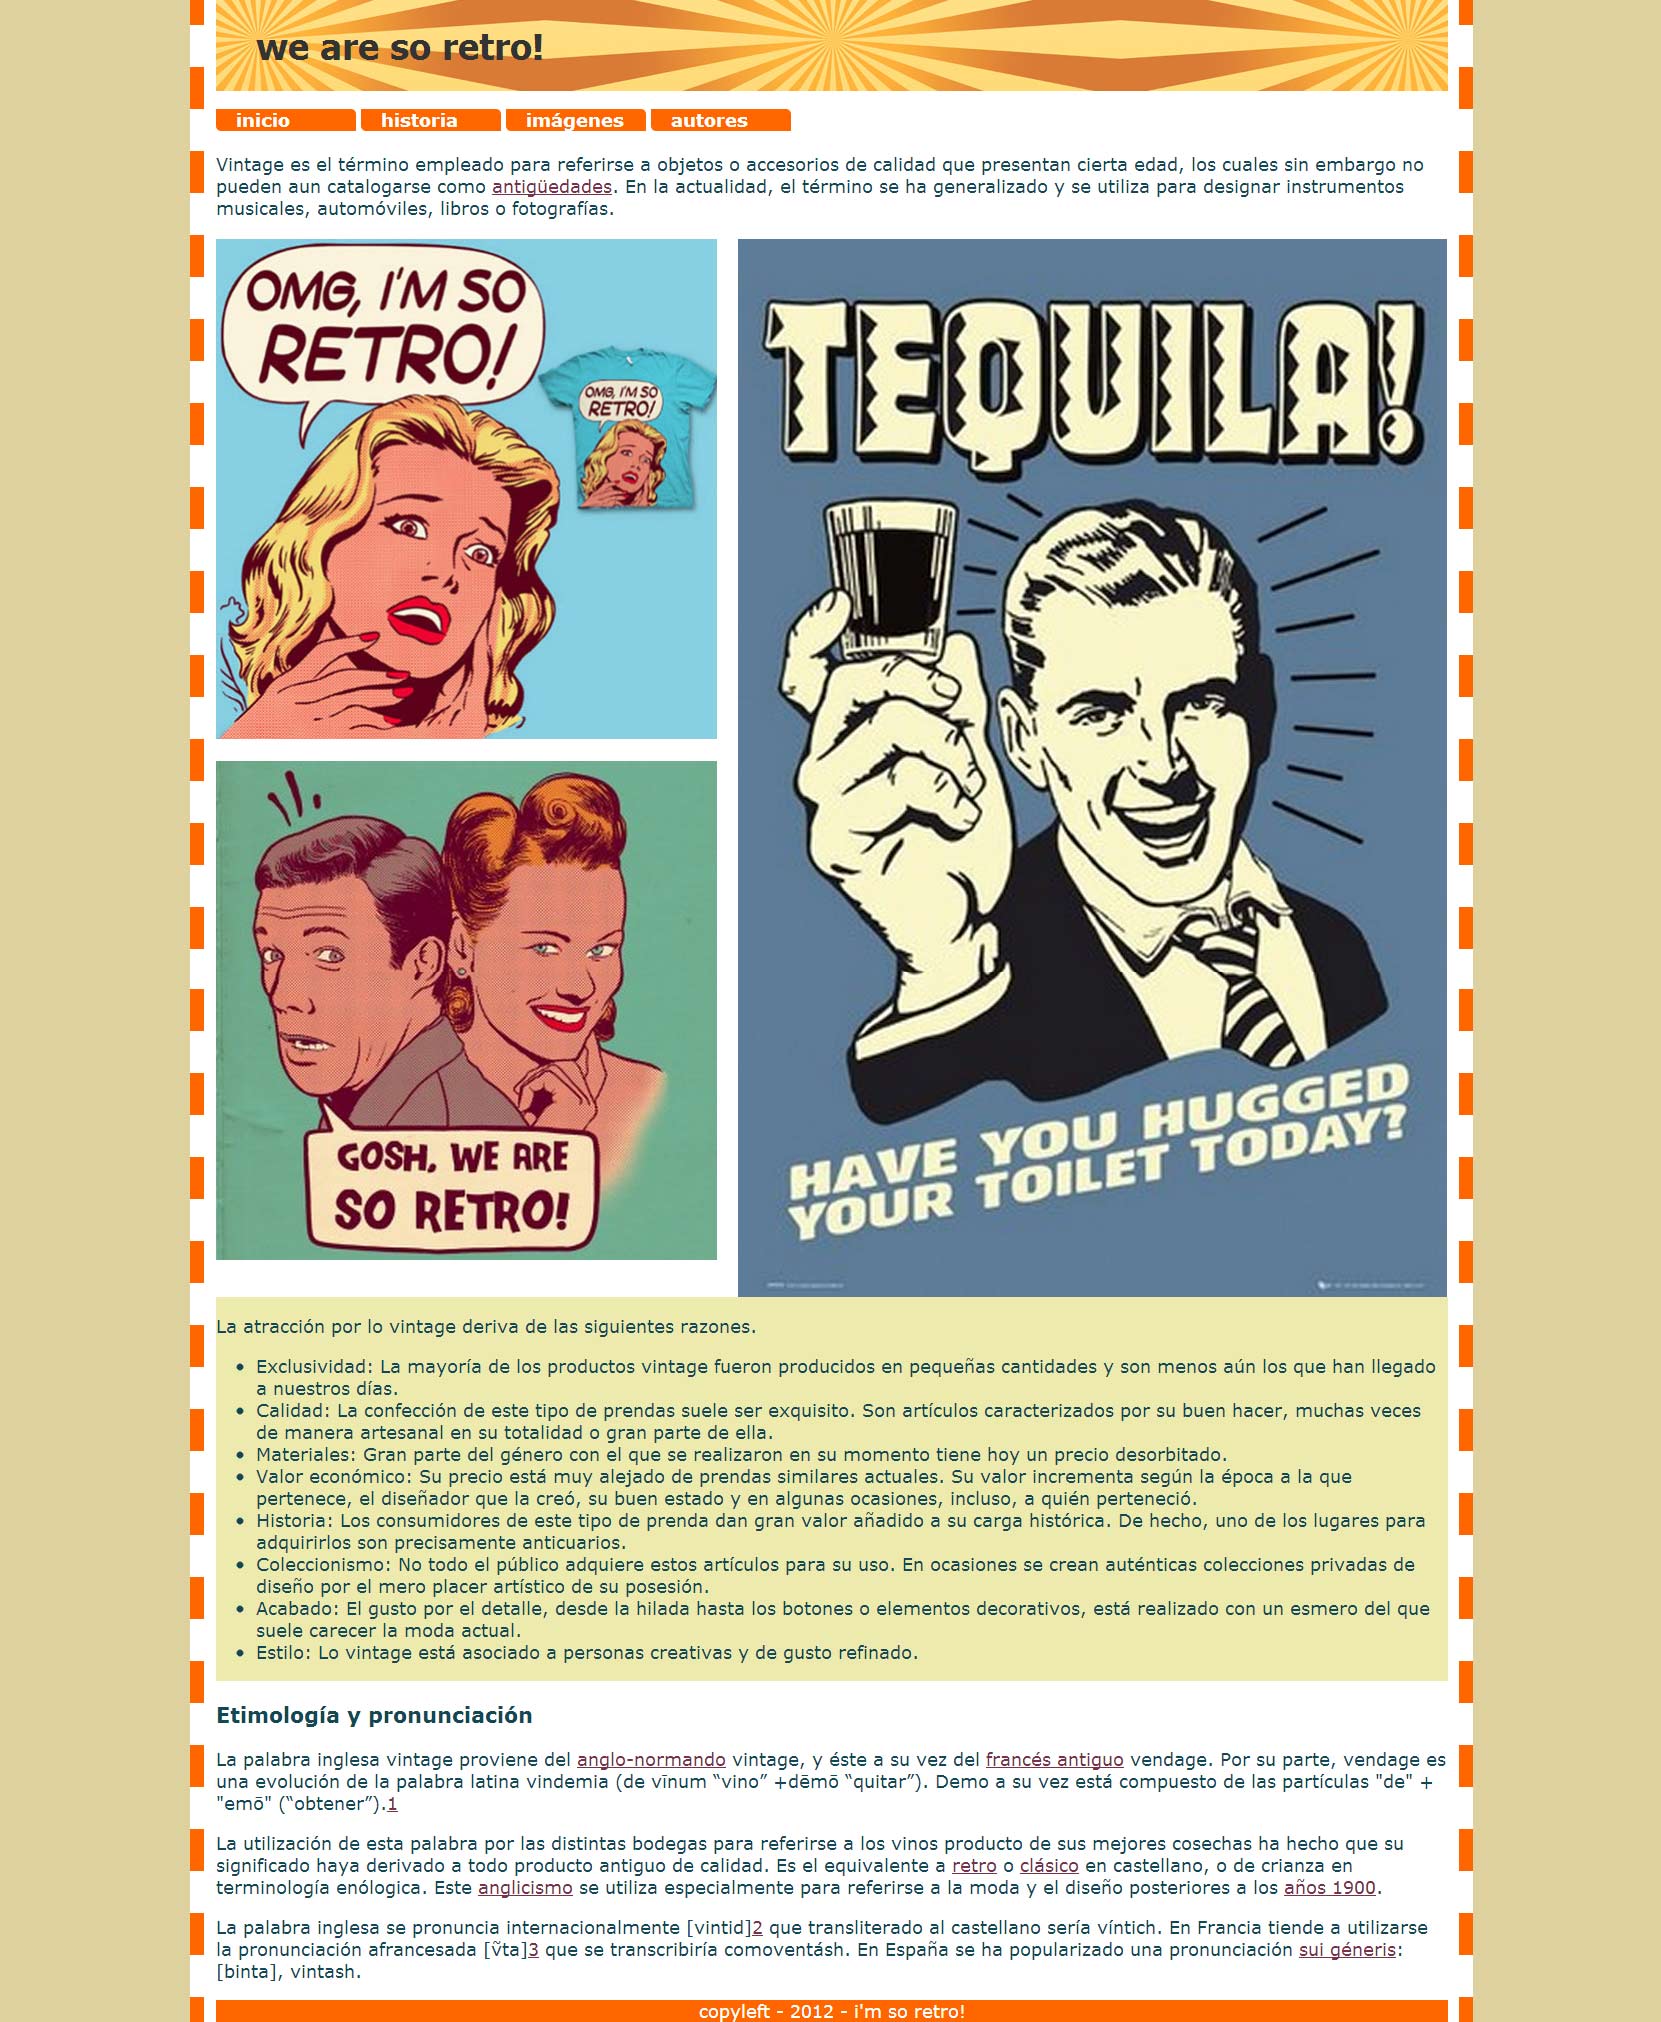 we are so retro!
inicio historia imágenes autores
Vintage es el término empleado para referirse a objetos o accesorios de calidad que presentan cierta edad, los cuales sin embargo no
pueden aun catalogarse como antigüedades. En la actualidad, el término se ha generalizado y se utiliza para designar instrumentos
musicales, automóviles, libros o fotografías.
OMG, I'M SO
RETRO!
OMG, I'M SO
RETRO!
GOSH, WE ARE
SO RETRO!
TEQUILA!
HAVE YOU HUGGED
YOUR TOILET TODAY?
La atracción por lo vintage deriva de las siguientes razones.
• Exclusividad: La mayoría de los productos vintage fueron producidos en pequeñas cantidades y son menos aún los que han llegado
a nuestros días.
• Calidad: La confección de este tipo de prendas suele ser exquisito. Son artículos caracterizados por su buen hacer, muchas veces
de manera artesanal en su totalidad o gran parte de ella.
• Materiales: Gran parte del género con el que se realizaron en su momento tiene hoy un precio desorbitado.
• Valor económico: Su precio está muy alejado de prendas similares actuales. Su valor incrementa según la época a la que
pertenece, el diseñador que la creó, su buen estado y en algunas ocasiones, incluso, a quién perteneció.
• Historia: Los consumidores de este tipo de prenda dan gran valor añadido a su carga histórica. De hecho, uno de los lugares para
adquirirlos son precisamente anticuarios.
• Coleccionismo: No todo el público adquiere estos artículos para su uso. En ocasiones se crean auténticas colecciones privadas de
diseño por el mero placer artístico de su posesión.
• Acabado: El gusto por el detalle, desde la hilada hasta los botones o elementos decorativos, está realizado con un esmero del que
suele carecer la moda actual.
• Estilo: Lo vintage está asociado a personas creativas y de gusto refinado.
Etimología y pronunciación
La palabra inglesa vintage proviene del anglo-normando vintage, y éste a su vez del francés antiguo vendage. Por su parte, vendage es
una evolución de la palabra latina vindemia (de vīnum “vino” +dēmō “quitar”). Demo a su vez está compuesto de las partículas "de" +
"emō" (“obtener”).1
La utilización de esta palabra por las distintas bodegas para referirse a los vinos producto de sus mejores cosechas ha hecho que su
significado haya derivado a todo producto antiguo de calidad. Es el equivalente a retro o clásico en castellano, o de crianza en
terminología enólogica. Este anglicismo se utiliza especialmente para referirse a la moda y el diseño posteriores a los años 1900.
La palabra inglesa se pronuncia internacionalmente [vintid]2 que transliterado al castellano sería víntich. En Francia tiende a utilizarse
la pronunciación afrancesada [ṽta]3 que se transcribiría comoventásh. En España se ha popularizado una pronunciación sui géneris:
[binta], vintash.
copyleft - 2012 - i'm so retro!